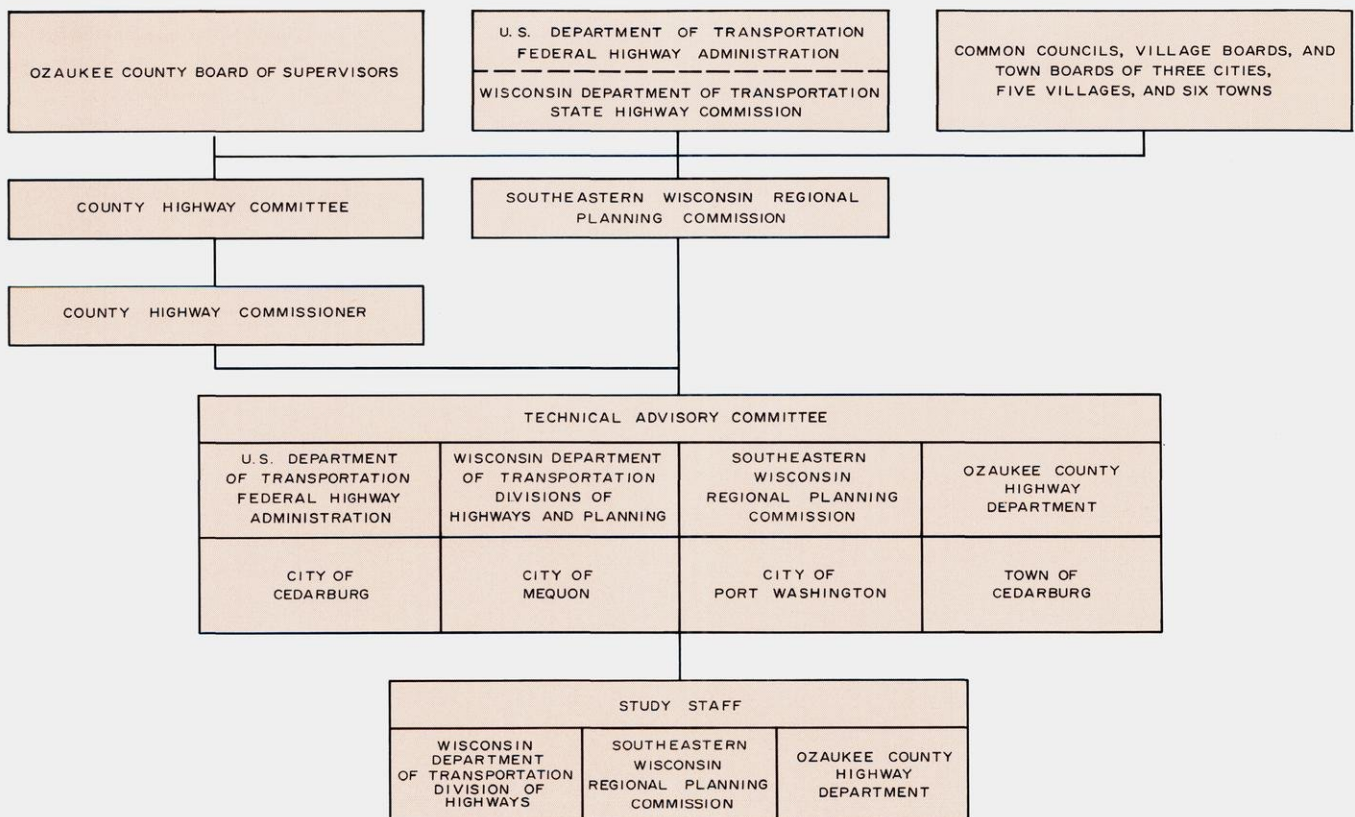 OZAUKEE COUNTY BOARD OF SUPERVISORS
U. S. DEPARTMENT OF TRANSPORTATION
FEDERAL HIGHWAY ADMINISTRATION
WISCONSIN DEPARTMENT OF TRANSPORTATION
STATE HIGHWAY COMMISSION
COMMON COUNCILS, VILLAGE BOARDS, AND
TOWN BOARDS OF THREE CITIES,
FIVE VILLAGES, AND SIX TOWNS
COUNTY HIGHWAY COMMITTEE
SOUTHEASTERN WISCONSIN REGIONAL
PLANNING COMMISSION
COUNTY HIGHWAY COMMISSIONER
TECHNICAL ADVISORY COMMITTEE
U.S. DEPARTMENT
OF TRANSPORTATION
FEDERAL HIGHWAY
ADMINISTRATION
WISCONSIN DEPARTMENT
OF TRANSPORTATION
DIVISIONS OF
HIGHWAYS AND PLANNING
SOUTHEASTERN
WISCONSIN
REGIONAL PLANNING
COMMISSION
OZAUKEE COUNTY
HIGHWAY
DEPARTMENT
CITY OF
CEDARBURG
CITY OF
MEQUON
CITY OF
PORT WASHINGTON
TOWN OF
CEDARBURG
STUDY STAFF
WISCONSIN
DEPARTMENT
OF TRANSPORTATION
DIVISION OF
HIGHWAYS
SOUTHEASTERN
WISCONSIN
REGIONAL PLANNING
COMMISSION
OZAUKEE COUNTY
HIGHWAY
DEPARTMENT